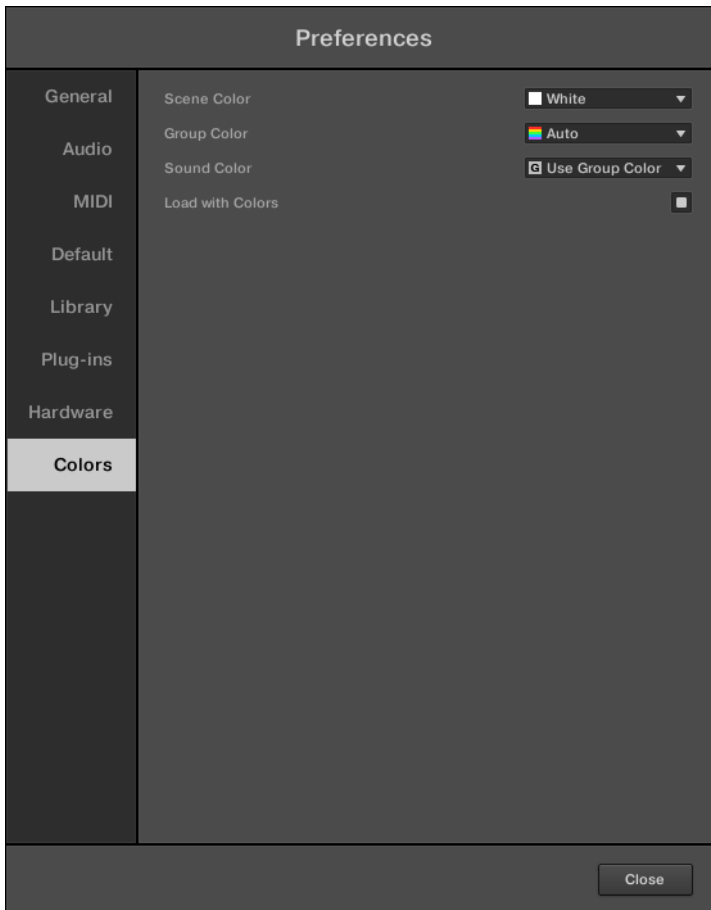 Preferences
General
Audio
MIDI
Default
Library
Plug-ins
Hardware
Colors
Scene Color White
Group Color Auto
Sound Color G Use Group Color
Load with Colors
Close